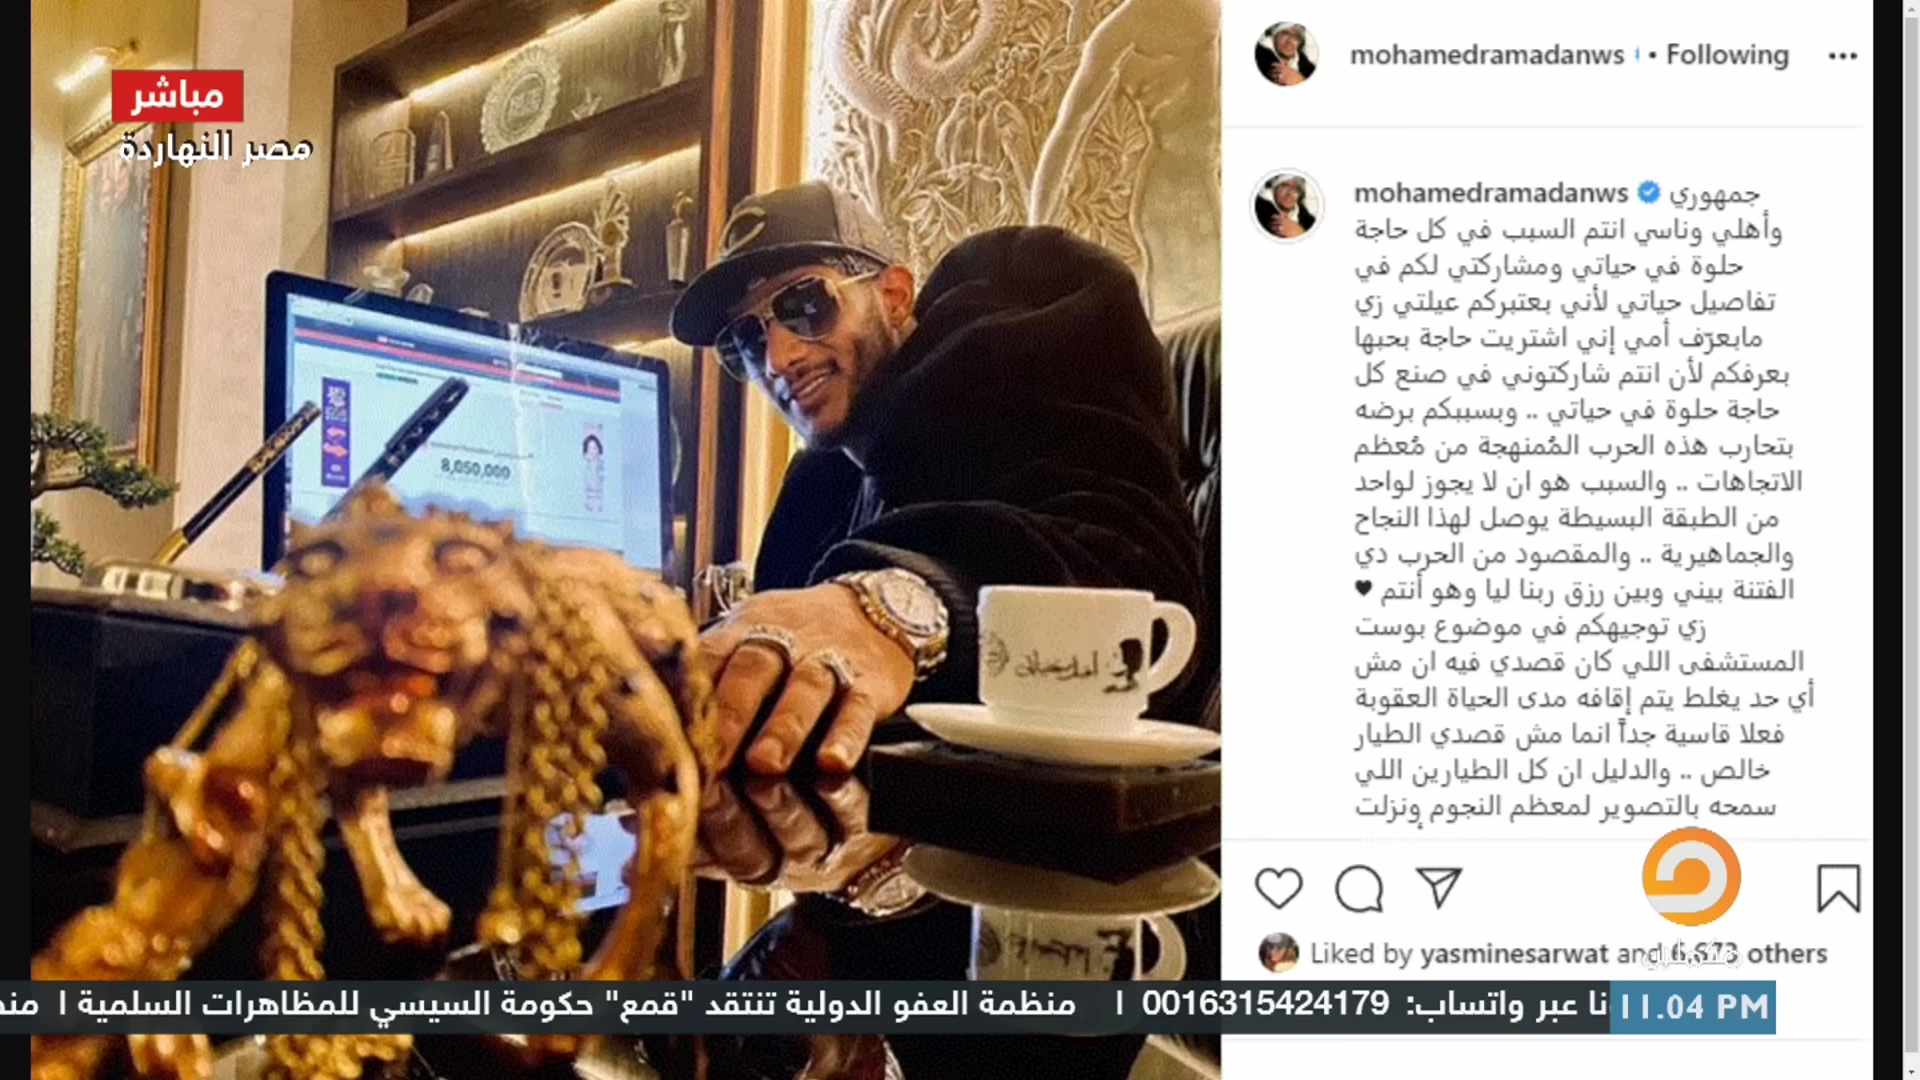 مباشر
مصر النهاردة
8,050,000
mohamedramadanws • Following
mohamedramadanws جمهوري
وأهلي وناسي انتم السبب في كل حاجة
حلوة في حياتي ومشاركتي لكم في
تفاصيل حياتي لأني بعتبركم عيلتي زي
مابعرّف أمي إني اشتريت حاجة بحبها
بعرفكم لأن انتم شاركتوني في صنع كل
حاجة حلوة في حياتي .. وبسببكم برضه
بتحارب هذه الحرب المُمنهجة من مُعظم
الاتجاهات .. والسبب هو ان لا يجوز لواحد
من الطبقة البسيطة يوصل لهذا النجاح
والجماهيرية .. والمقصود من الحرب دي
الفتنة بيني وبين رزق ربنا ليا وهو أنتم ♥
زي توجيهكم في موضوع بوست
المستشفى اللي كان قصدي فيه ان مش
أي حد يغلط يتم إقافه مدى الحياة العقوبة
فعلا قاسية جداً انما مش قصدي الطيار
خالص .. والدليل ان كل الطيارين اللي
سمحه بالتصوير لمعظم النجوم ونزلت
Liked by yasminesarwat and 6,673 others
نا عبر واتساب: 0016315424179 | منظمة العفو الدولية تنتقد "قمع" حكومة السيسي للمظاهرات السلمية |
11.04 PM